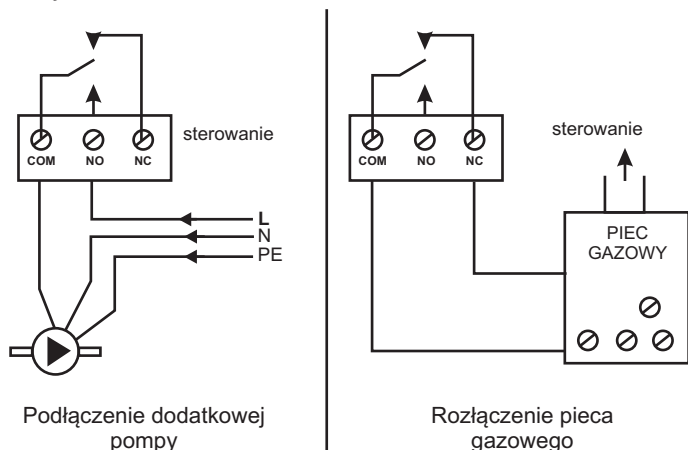 sterowanie
COM NO NC
L
N
PE
Podłączenie dodatkowej
pompy
sterowanie
COM NO NC
PIEC
GAZOWY
Rozłączenie pieca
gazowego